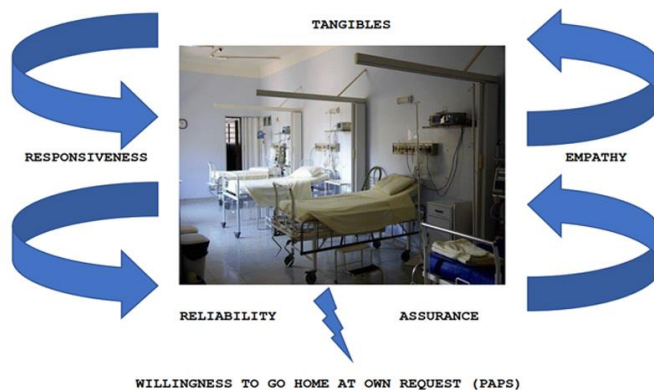 TANGIBLES
RESPONSIVENESS
EMPATHY
RELIABILITY
ASSURANCE
WILLINGNESS TO GO HOME AT OWN REQUEST (PAPS)